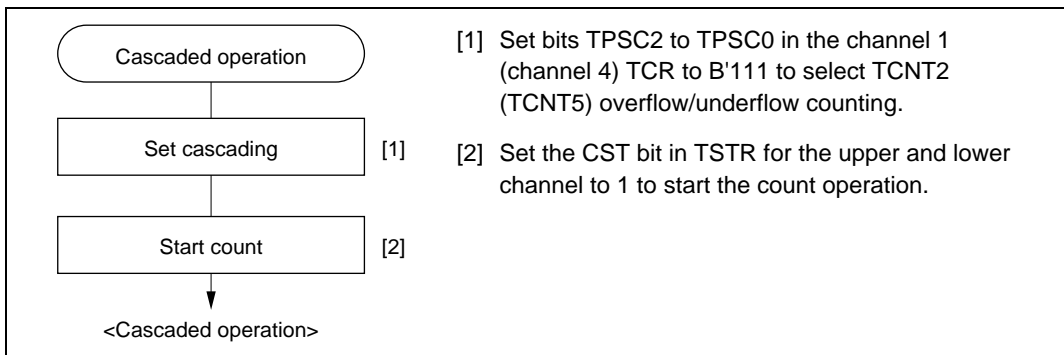 Cascaded operation
Set cascading
[1]
Start count
[2]
<Cascaded operation>
[1] Set bits TPSC2 to TPSC0 in the channel 1
(channel 4) TCR to B'111 to select TCNT2
(TCNT5) overflow/underflow counting.
[2] Set the CST bit in TSTR for the upper and lower
channel to 1 to start the count operation.